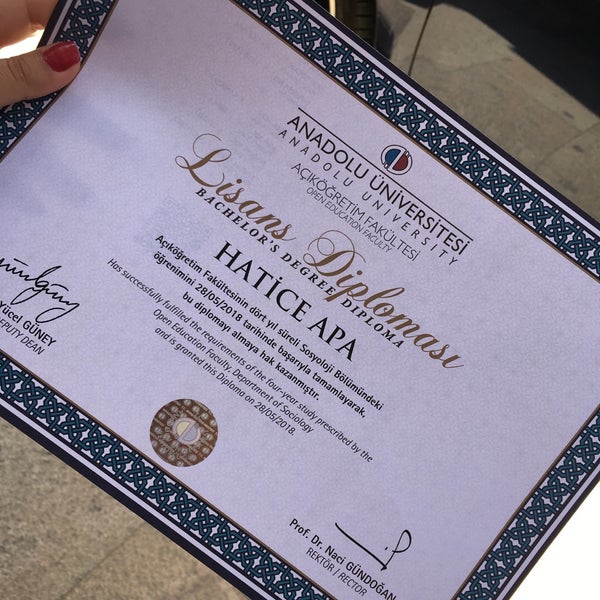 ANADOLU ÜNİVERSİTESİ
ANADOLU UNIVERSITY
AÇIKÖĞRETİM FAKÜLTESİ
OPEN EDUCATION FACULTY
Lisans Diploması
BACHELOR'S DEGREE DIPLOMA
HATİCE APA
Açıköğretim Fakültesinin dört yıl süreli Sosyoloji Bölümündeki
öğrenimini 28/05/2018 tarihinde başarıyla tamamlayarak,
bu diplomayı almaya hak kazanmıştır.
Has successfully fulfilled the requirements of the four-year study prescribed by the
Open Education Faculty, Department of Sociology
and is granted this Diploma on 28/05/2018.
Yücel GÜNEY
DEPUTY DEAN
Prof. Dr. Naci GÜNDOĞAN
REKTÖR / RECTOR